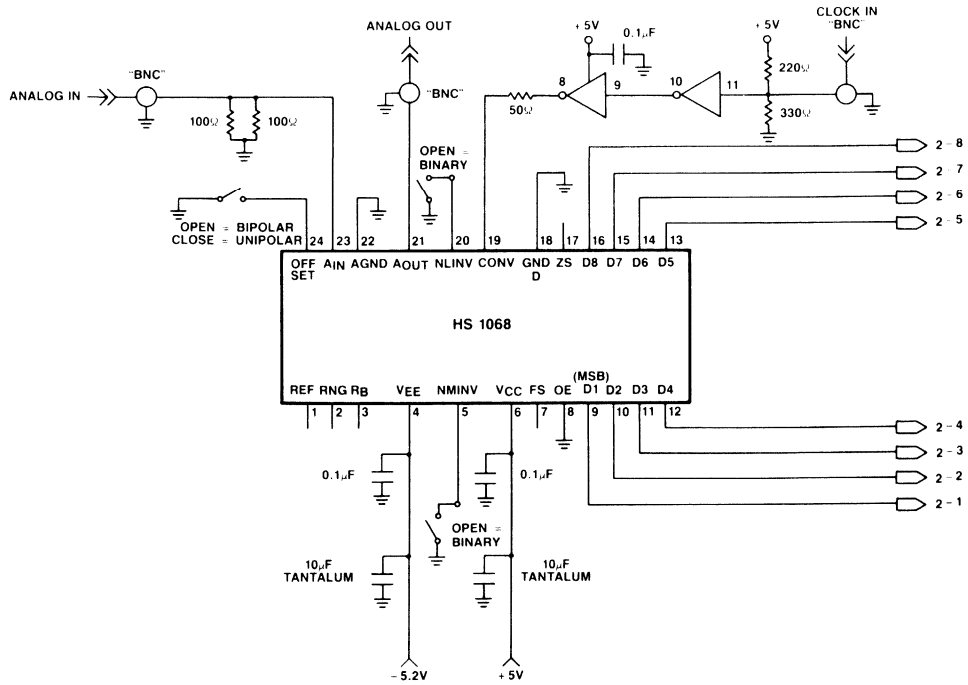 ANALOG OUT
CLOCK IN
"BNC"
+5V
0.1µF
+5V
"BNC"
ANALOG IN
"BNC"
8
9
10
11
220Ω
330Ω
50Ω
100Ω
100Ω
OPEN =
BINARY
2-8
2-7
2-6
2-5
OPEN = BIPOLAR
CLOSE = UNIPOLAR
24 23 22 21 20 19 18 17 16 15 14 13
OFF SET AIN AGND AOUT NLINV CONV GND D ZS D8 D7 D6 D5
HS 1068
(MSB)
REF RNG RB VEE NMINV VCC FS OE D1 D2 D3 D4
1 2 3 4 5 6 7 8 9 10 11 12
2-4
2-3
2-2
2-1
0.1µF
0.1µF
OPEN =
BINARY
10µF
TANTALUM
10µF
TANTALUM
-5.2V
+5V